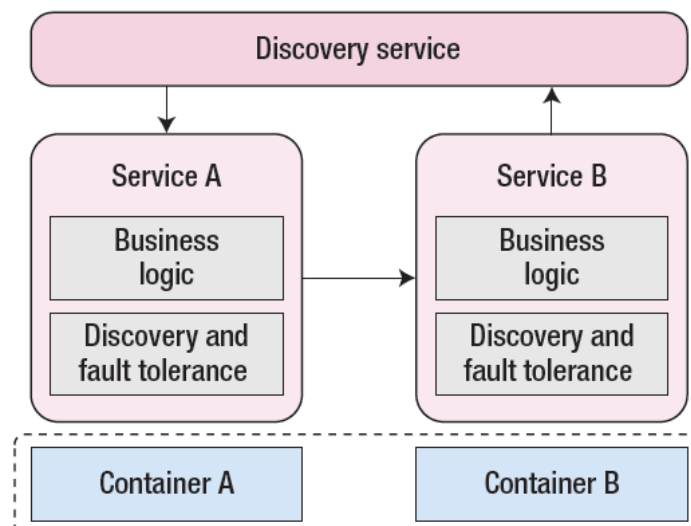 Discovery service
Service A
Business
logic
Discovery and
fault tolerance
Service B
Business
logic
Discovery and
fault tolerance
Container A
Container B